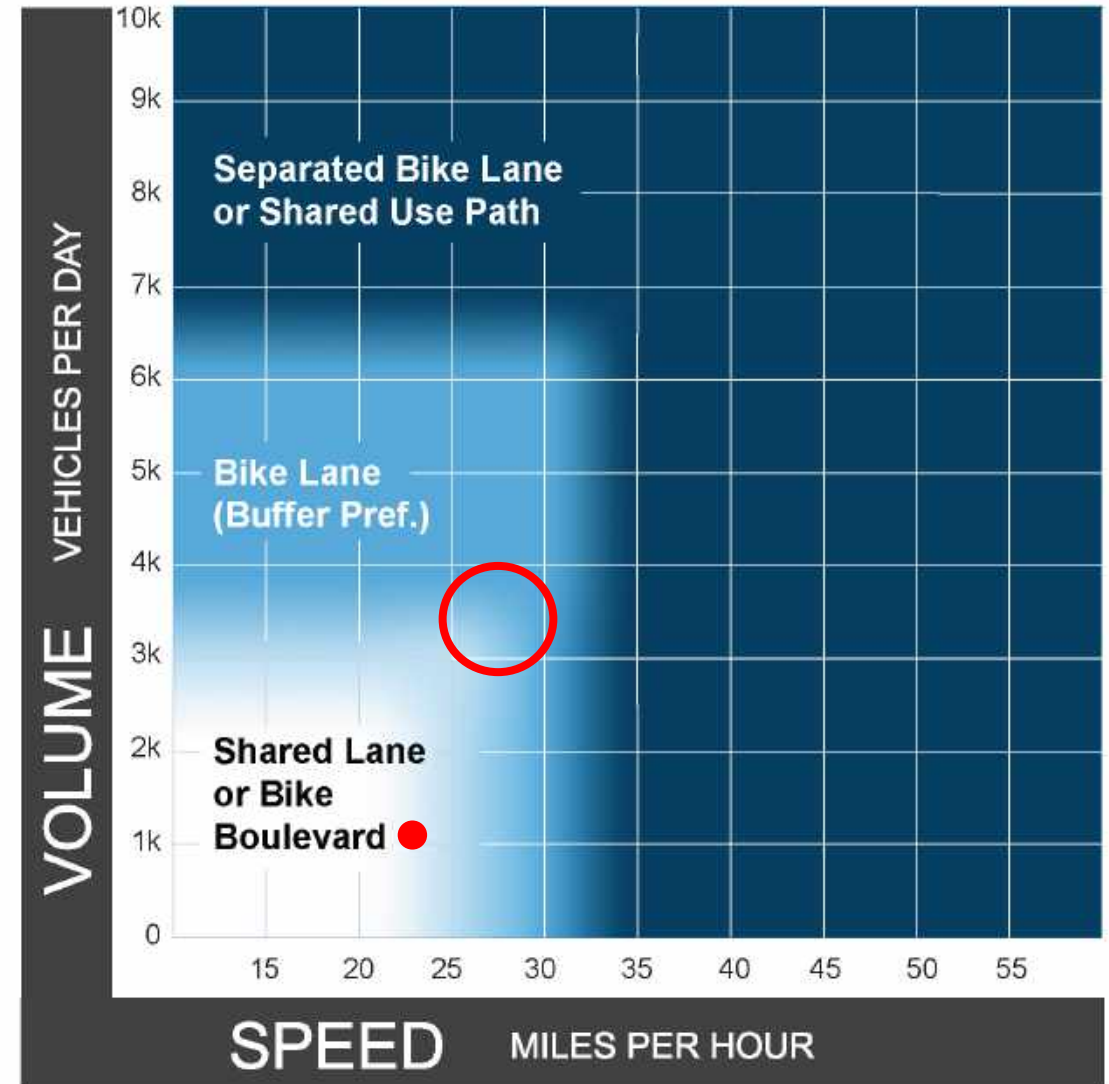 VOLUME VEHICLES PER DAY
10k
9k
8k
7k
6k
5k
4k
3k
2k
1k
0
Separated Bike Lane
or Shared Use Path
Bike Lane
(Buffer Pref.)
Shared Lane
or Bike
Boulevard
15 20 25 30 35 40 45 50 55
SPEED MILES PER HOUR